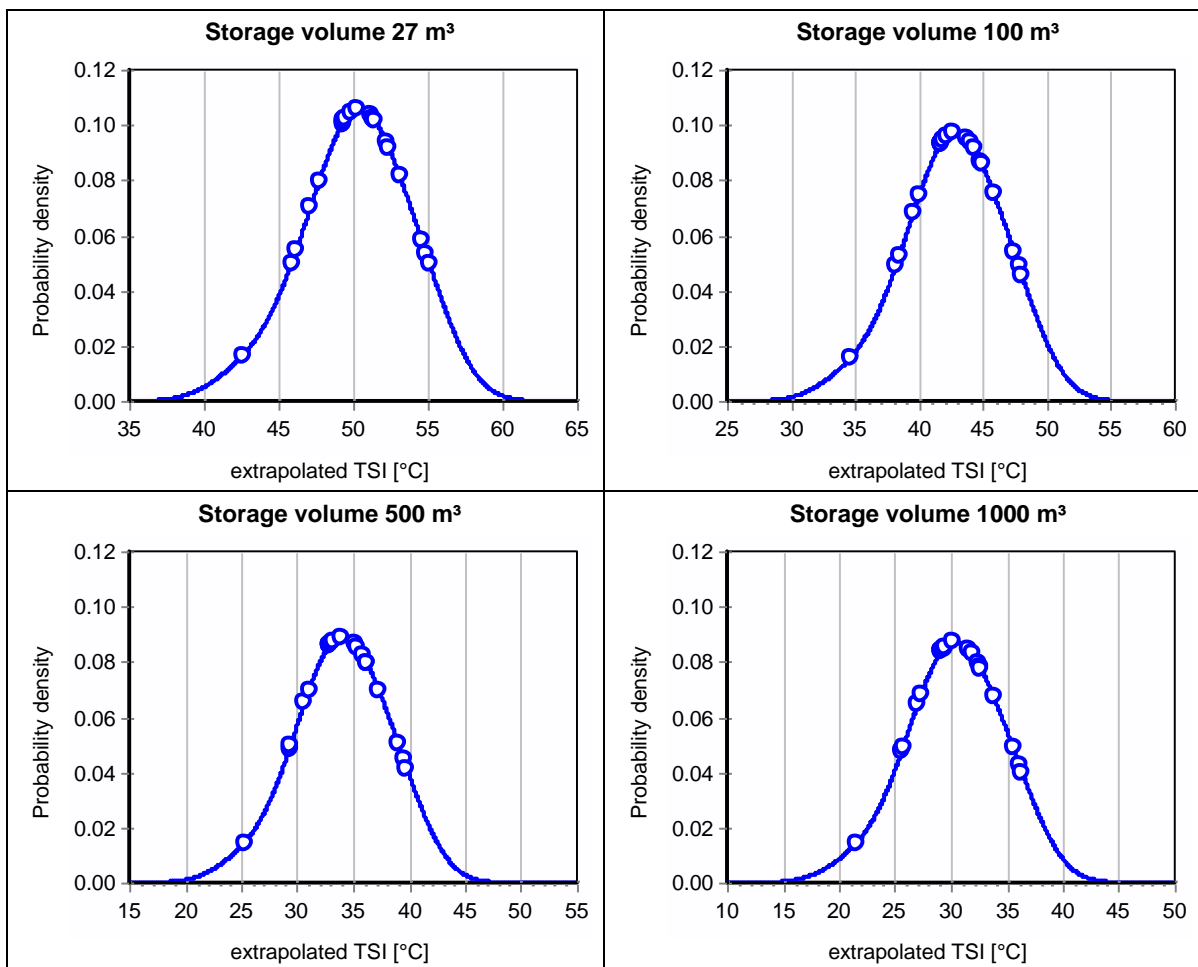 Storage volume 27 m³
0.12
0.10
0.08
0.06
0.04
0.02
0.00
Probability density
35 40 45 50 55 60 65
extrapolated TSI [°C]
Storage volume 100 m³
0.12
0.10
0.08
0.06
0.04
0.02
0.00
Probability density
25 30 35 40 45 50 55 60
extrapolated TSI [°C]
Storage volume 500 m³
0.12
0.10
0.08
0.06
0.04
0.02
0.00
Probability density
15 20 25 30 35 40 45 50 55
extrapolated TSI [°C]
Storage volume 1000 m³
0.12
0.10
0.08
0.06
0.04
0.02
0.00
Probability density
10 15 20 25 30 35 40 45 50
extrapolated TSI [°C]